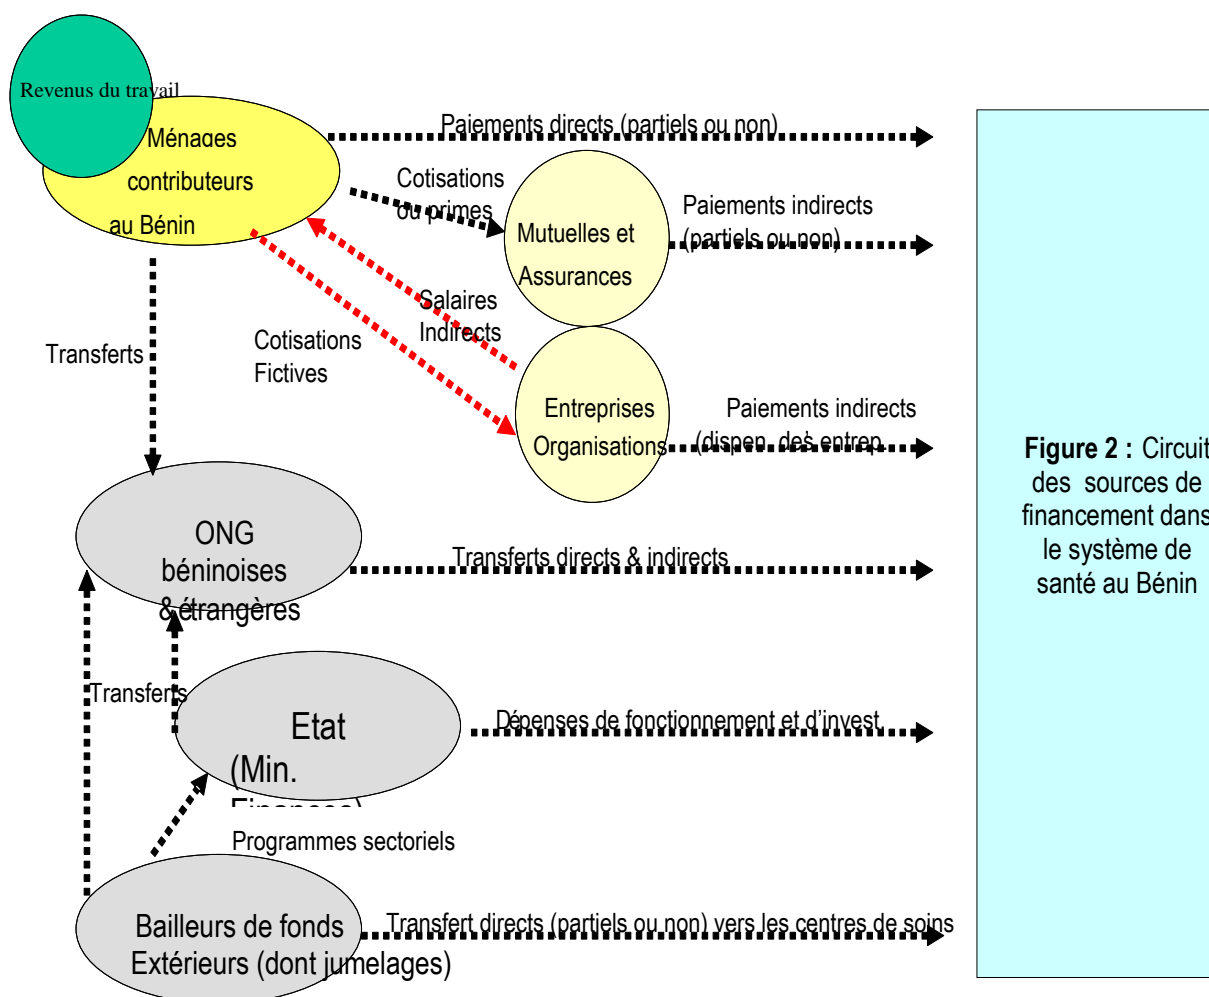 Revenus du travail
Ménages
contributeurs
au Bénin
Paiements directs (partiels ou non)
Cotisations
ou primes
Mutuelles et
Assurances
Paiements indirects
(partiels ou non)
Salaires
Indirects
Cotisations
Fictives
Transferts
Entreprises
Organisations
Paiements indirects
(dispen. des entrep.
Figure 2 : Circuit
des sources de
financement dans
le système de
santé au Bénin
ONG
béninoises
& étrangères
Transferts directs & indirects
Transferts
Etat
(Min.
Finances)
Dépenses de fonctionnement et d'invest.
Programmes sectoriels
Bailleurs de fonds
Extérieurs (dont jumelages)
Transfert directs (partiels ou non) vers les centres de soins